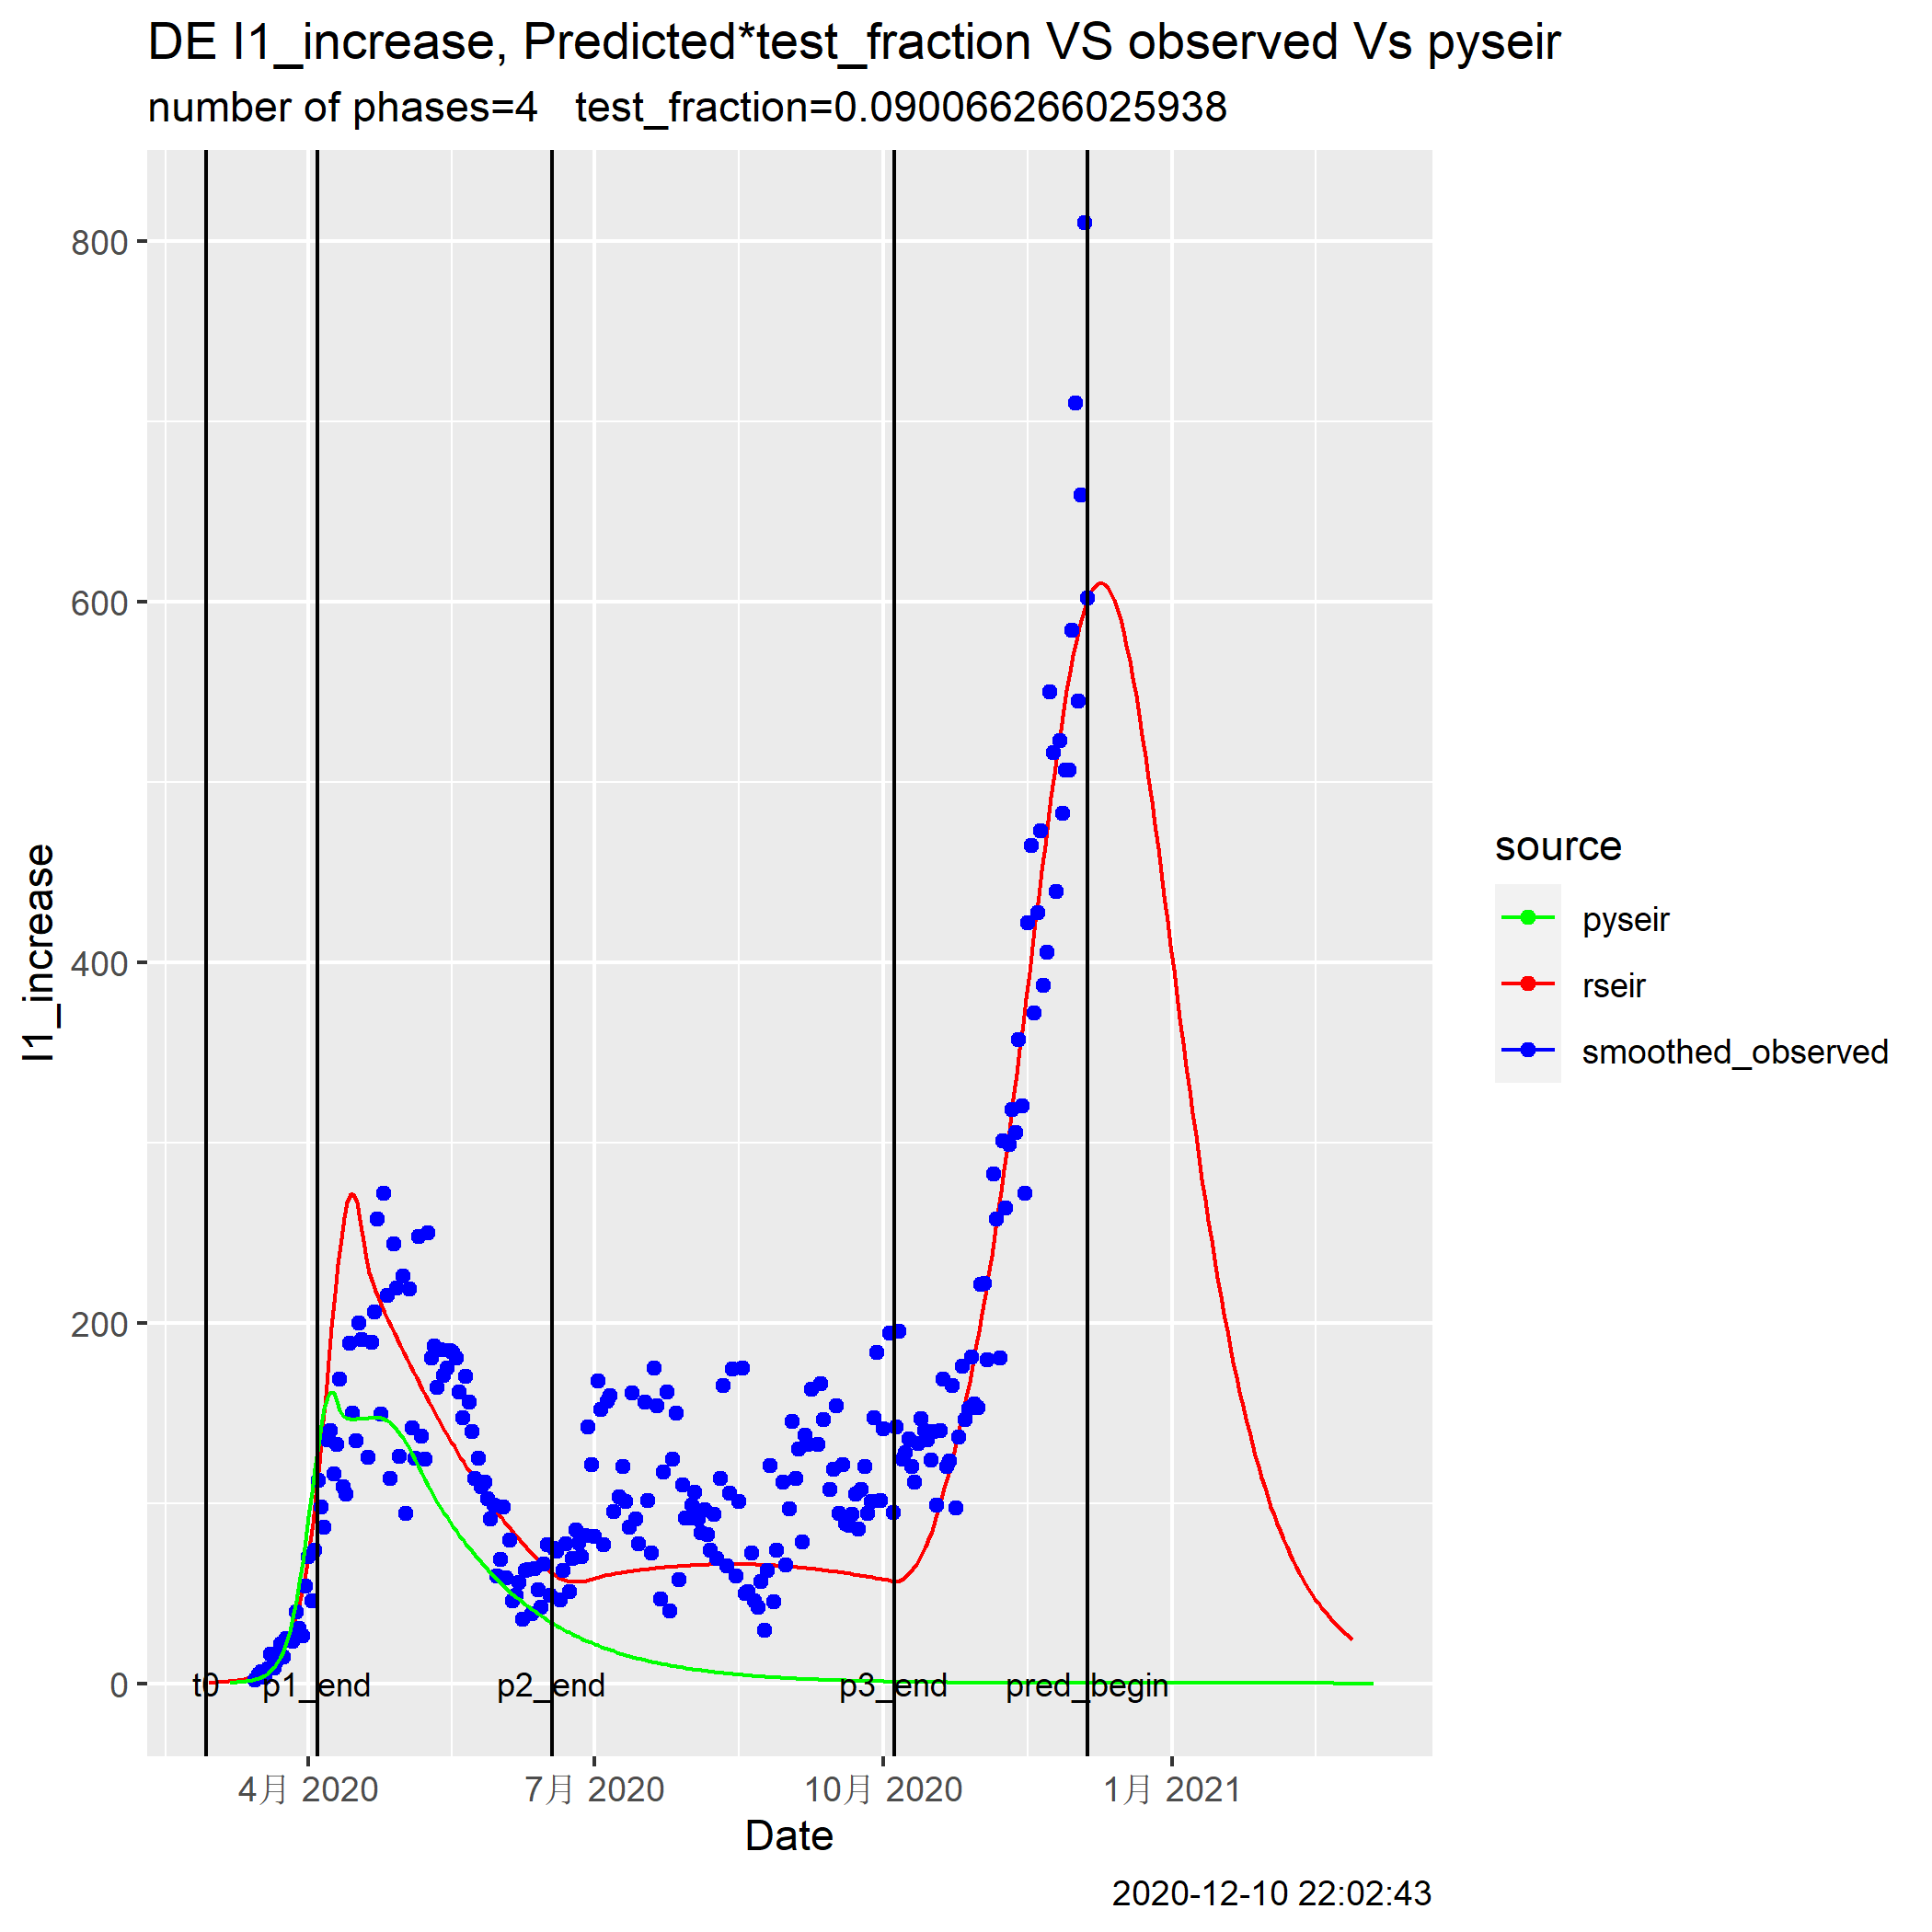 DE I1_increase, Predicted*test_fraction VS observed Vs pyseir
number of phases=4 test_fraction=0.090066266025938
800
600
400
200
0
I1_increase
t0
p1_end
p2_end
p3_end
pred_begin
4月 2020
7月 2020
10月 2020
1月 2021
Date
source
pyseir
rseir
smoothed_observed
2020-12-10 22:02:43